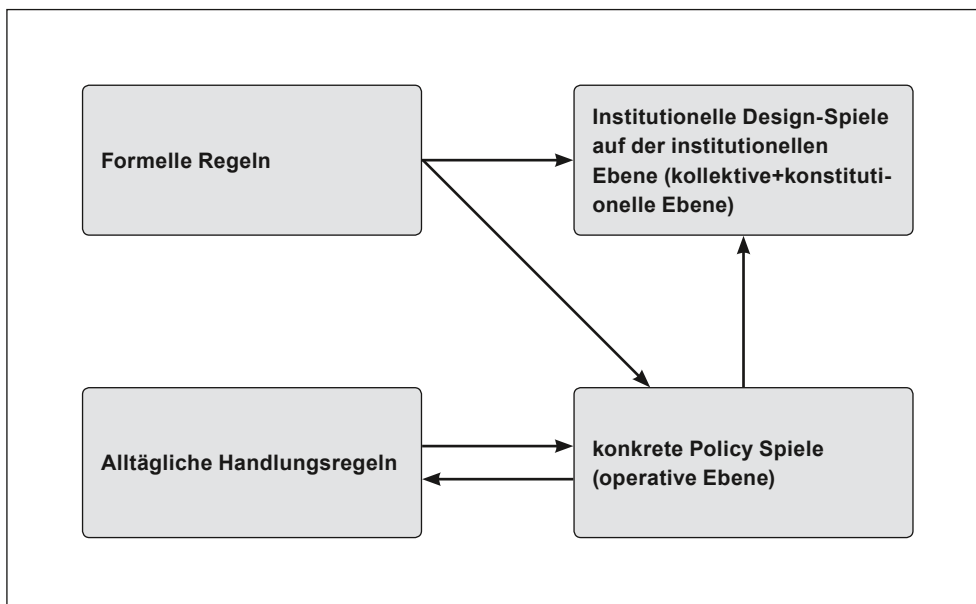 Formelle Regeln
Institutionelle Design-Spiele
auf der institutionellen
Ebene (kollektive+konstituti-
onelle Ebene)
Alltägliche Handlungsregeln
konkrete Policy Spiele
(operative Ebene)